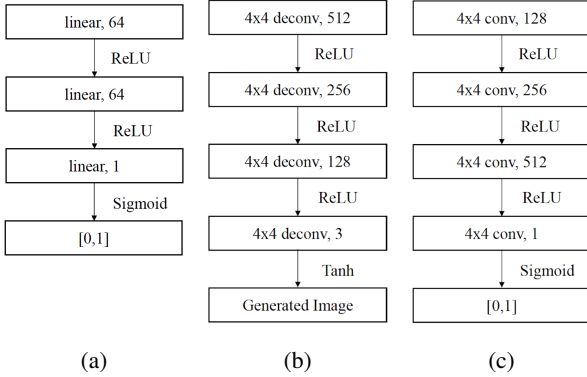 linear, 64
ReLU
linear, 64
ReLU
linear, 1
Sigmoid
[0,1]
(a)
4x4 deconv, 512
ReLU
4x4 deconv, 256
ReLU
4x4 deconv, 128
ReLU
4x4 deconv, 3
Tanh
Generated Image
(b)
4x4 conv, 128
ReLU
4x4 conv, 256
ReLU
4x4 conv, 512
ReLU
4x4 conv, 1
Sigmoid
[0,1]
(c)